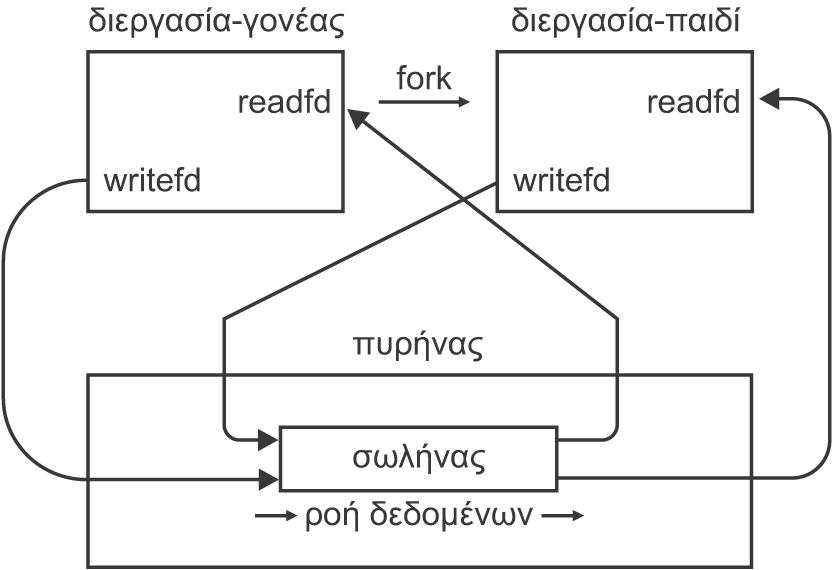 διεργασία-γονέας
διεργασία-παιδί
fork
readfd
readfd
writefd
writefd
πυρήνας
σωλήνας
ροή δεδομένων